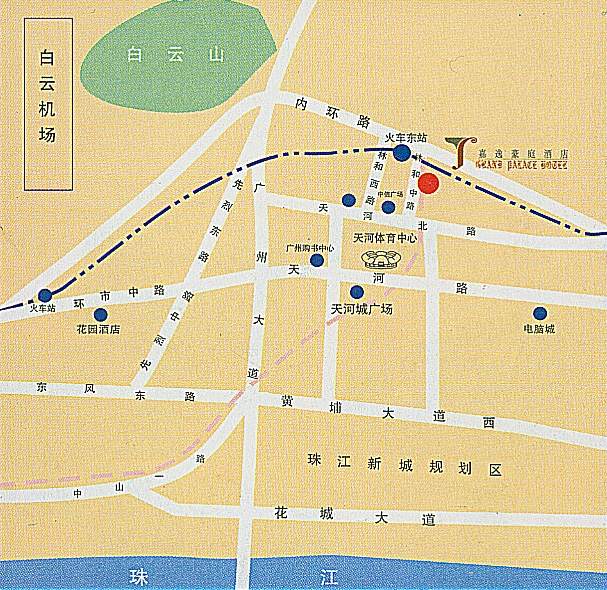 白云机场
白云山
内环路
火车东站
嘉逸豪庭酒店
GRAND PALACE HOTEL
林和西路
林和中路
中信广场
先烈东路
广州大道
天河北路
天河体育中心
广州购书中心
天河路
火车站
环市中路
花园酒店
先烈中路
天河城广场
电脑城
东风东路
黄埔大道西
珠江新城规划区
中山一路
花城大道
珠江